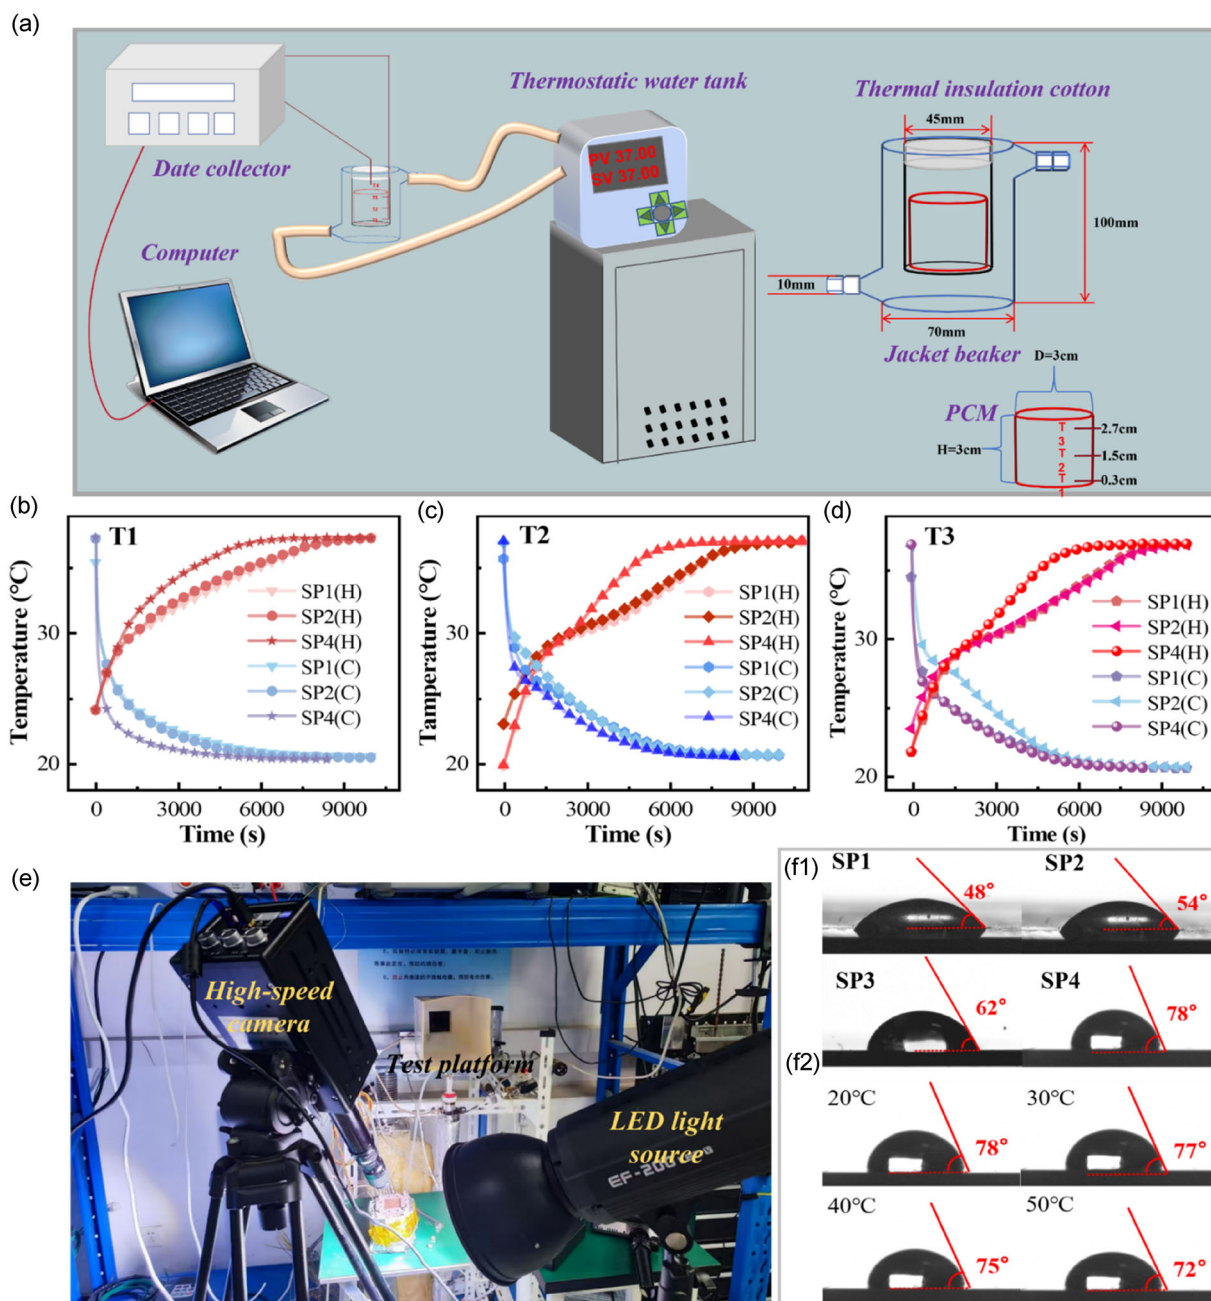 (a)
Thermostatic water tank
Thermal insulation cotton
45mm
PV 37.00
SV 37.00
Date collector
T4
T3
T2
T1
100mm
Computer
10mm
70mm
Jacket beaker
D=3cm
PCM
T
3
T
2
T
1
2.7cm
H=3cm
1.5cm
0.3cm
(b)
T1
Temperature (°C)
30
20
SP1(H)
SP2(H)
SP4(H)
SP1(C)
SP2(C)
SP4(C)
0 3000 6000 9000
Time (s)
(c)
T2
Tamperature (°C)
30
20
SP1(H)
SP2(H)
SP4(H)
SP1(C)
SP2(C)
SP4(C)
0 3000 6000 9000
Time (s)
(d)
T3
Temperature (°C)
30
20
SP1(H)
SP2(H)
SP4(H)
SP1(C)
SP2(C)
SP4(C)
0 3000 6000 9000
Time (s)
(e)
High-speed
camera
Test platform
LED light
source
EF-200
(f1)
SP1
48°
SP2
54°
SP3
62°
SP4
78°
(f2)
20°C
78°
30°C
77°
40°C
75°
50°C
72°